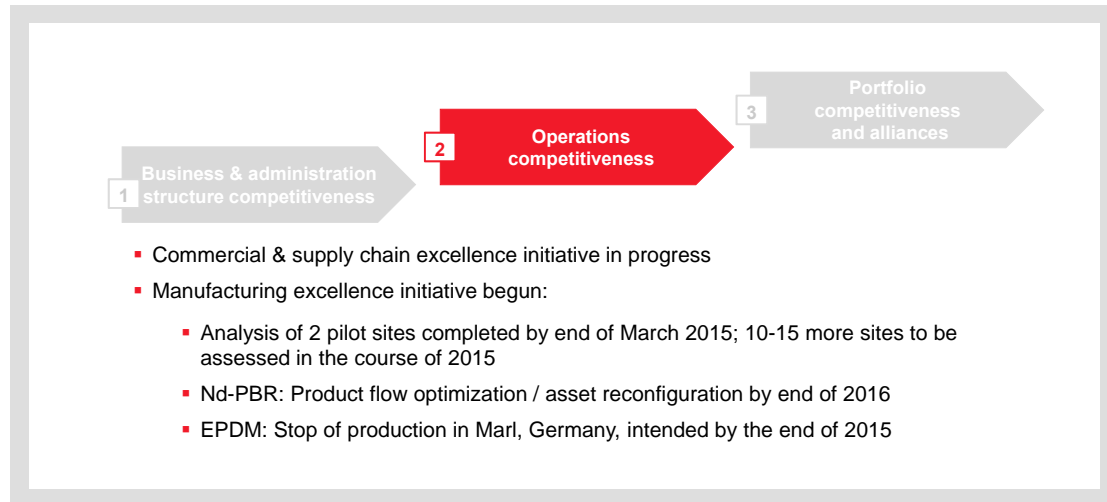 1
Business & administration
structure competitiveness
2
Operations
competitiveness
3
Portfolio
competitiveness
and alliances
▪ Commercial & supply chain excellence initiative in progress
▪ Manufacturing excellence initiative begun:
▪ Analysis of 2 pilot sites completed by end of March 2015; 10-15 more sites to be
assessed in the course of 2015
▪ Nd-PBR: Product flow optimization / asset reconfiguration by end of 2016
▪ EPDM: Stop of production in Marl, Germany, intended by the end of 2015